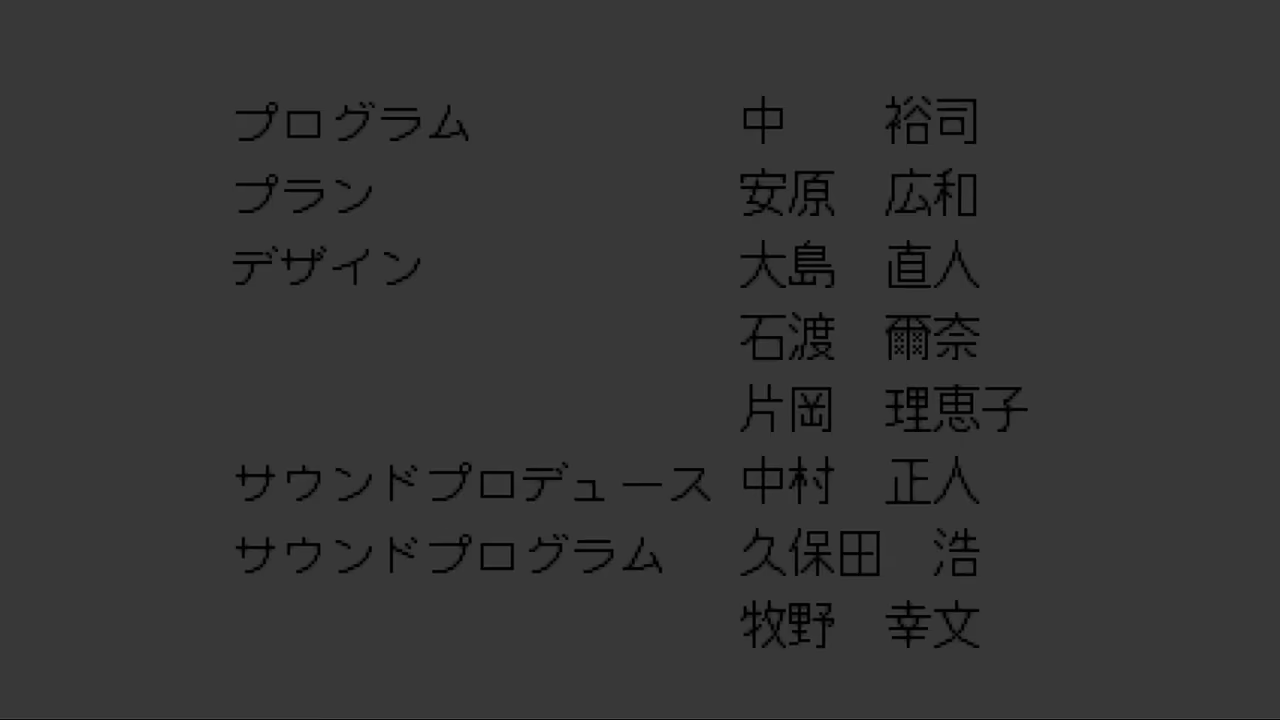 プログラム 中 裕司
プラン 安原 広和
デザイン 大島 直人
石渡 爾奈
片岡 理恵子
サウンドプロデュース 中村 正人
サウンドプログラム 久保田 浩
牧野 幸文